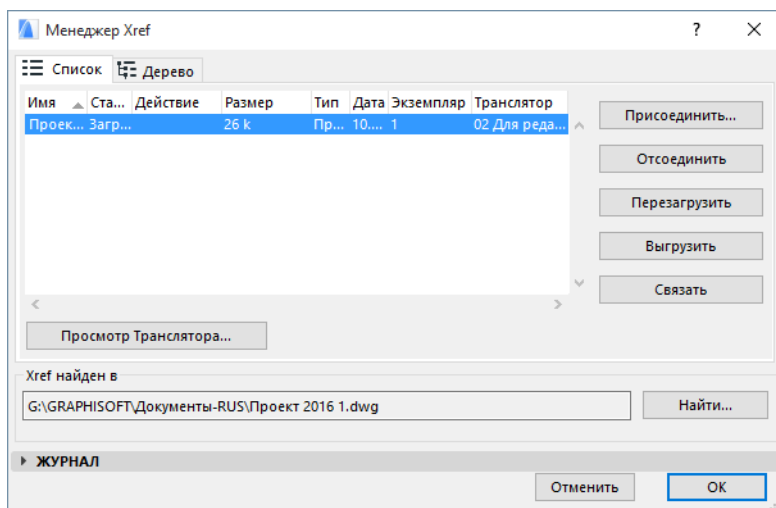 Менеджер Xref
Список Дерево
Имя Ста... Действие Размер Тип Дата Экземпляр Транслятор
Проек... Загр... 26 k Пр... 10.... 1 02 Для реда...
Присоединить...
Отсоединить
Перезагрузить
Выгрузить
Связать
Просмотр Транслятора...
Xref найден в
G:\GRAPHISOFT\Документы-RUS\Проект 2016 1.dwg Найти...
ЖУРНАЛ
Отменить OK